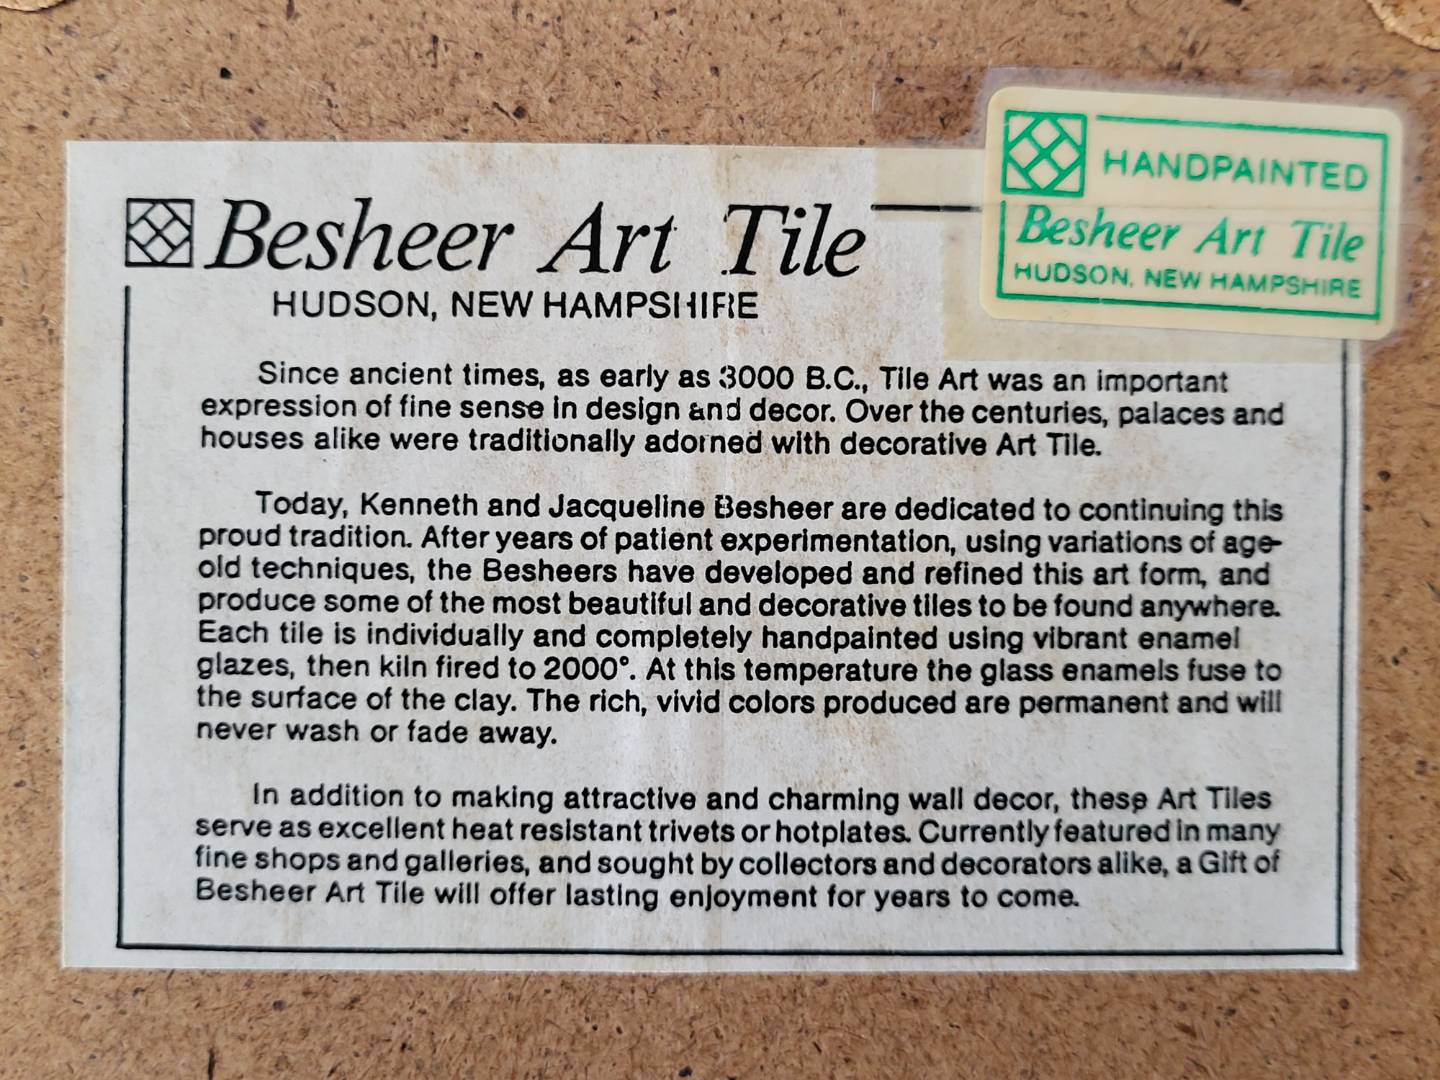 Besheer Art Tile
HUDSON, NEW HAMPSHIRE
HANDPAINTED
Besheer Art Tile
HUDSON, NEW HAMPSHIRE
Since ancient times, as early as 3000 B.C., Tile Art was an important
expression of fine sense in design and decor. Over the centuries, palaces and
houses alike were traditionally adorned with decorative Art Tile.
Today, Kenneth and Jacqueline Besheer are dedicated to continuing this
proud tradition. After years of patient experimentation, using variations of age-
old techniques, the Besheers have developed and refined this art form, and
produce some of the most beautiful and decorative tiles to be found anywhere.
Each tile is individually and completely handpainted using vibrant enamel
glazes, then kiln fired to 2000°. At this temperature the glass enamels fuse to
the surface of the clay. The rich, vivid colors produced are permanent and will
never wash or fade away.
In addition to making attractive and charming wall decor, these Art Tiles
serve as excellent heat resistant trivets or hotplates. Currently featured in many
fine shops and galleries, and sought by collectors and decorators alike, a Gift of
Besheer Art Tile will offer lasting enjoyment for years to come.